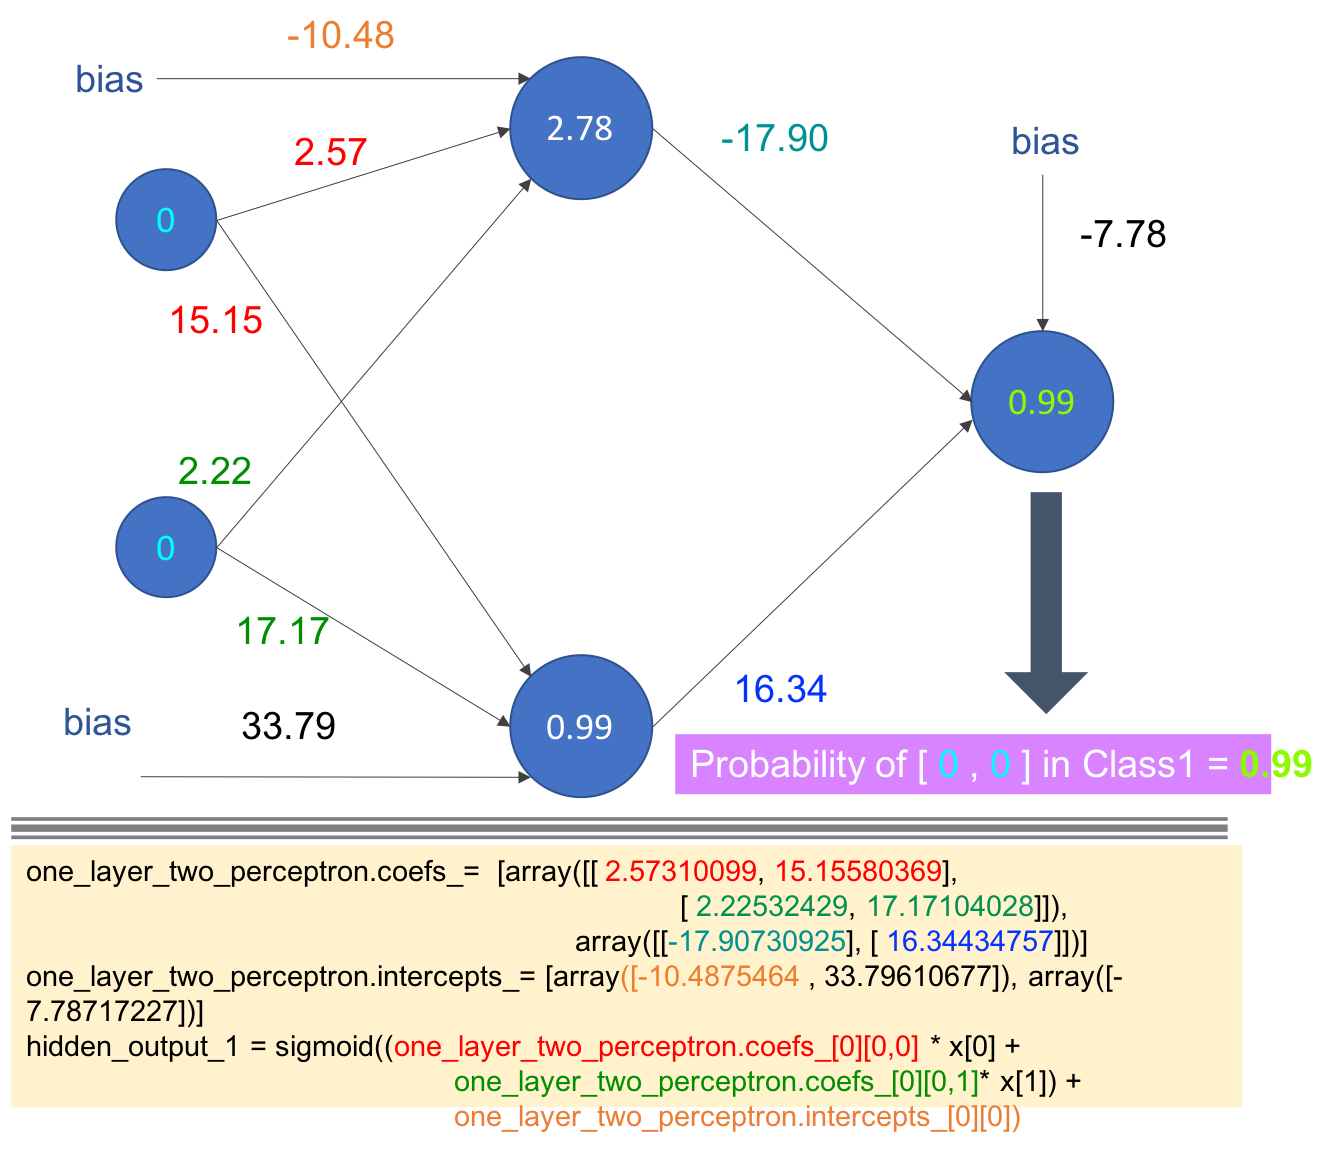 -10.48
bias
2.78
2.57
-17.90
bias
0
-7.78
15.15
0.99
2.22
0
17.17
16.34
bias
33.79
0.99
Probability of [ 0 , 0 ] in Class1 = 0.99
one_layer_two_perceptron.coefs_= [array([[ 2.57310099, 15.15580369],
[ 2.22532429, 17.17104028]]),
array([[-17.90730925], [ 16.34434757]])]
one_layer_two_perceptron.intercepts_= [array([-10.4875464 , 33.79610677]), array([-
7.78717227])]
hidden_output_1 = sigmoid((one_layer_two_perceptron.coefs_[0][0,0] * x[0] +
one_layer_two_perceptron.coefs_[0][0,1]* x[1]) +
one_layer_two_perceptron.intercepts_[0][0])